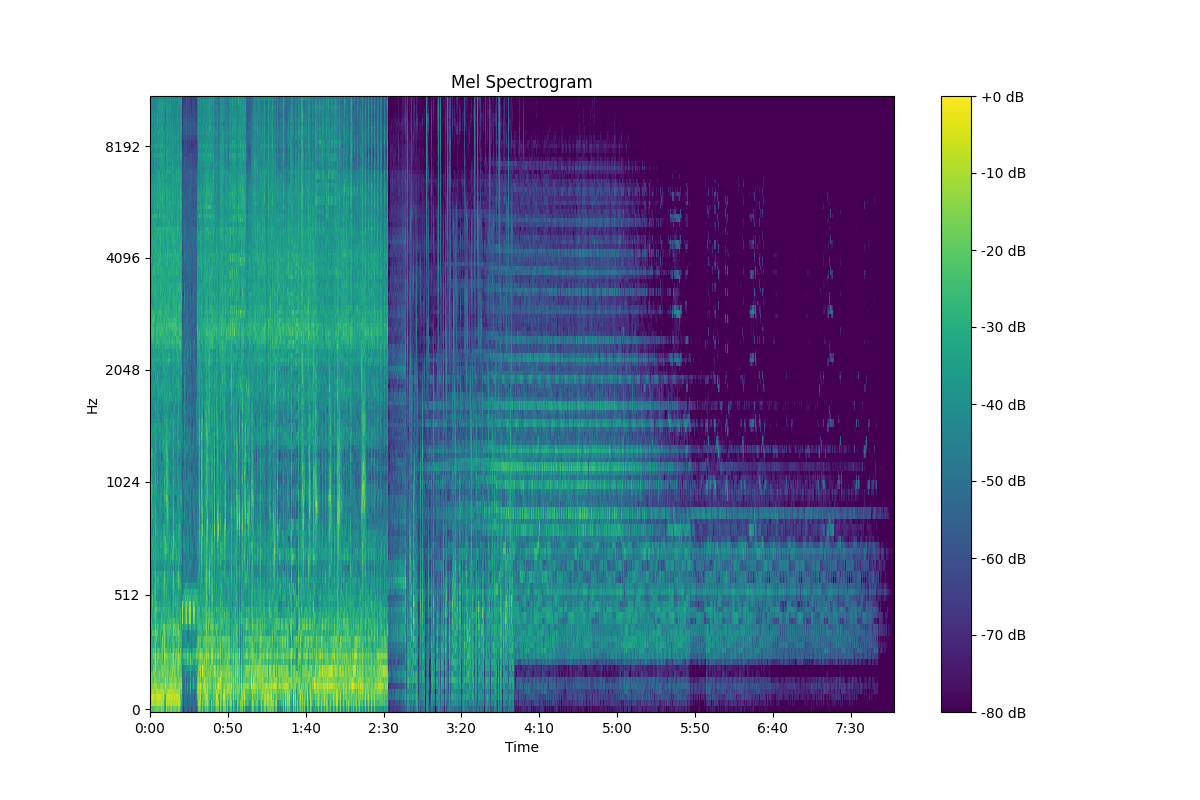 Mel Spectrogram
Hz
8192
4096
2048
1024
512
0
0:00 0:50 1:40 2:30 3:20 4:10 5:00 5:50 6:40 7:30
Time
+0 dB
-10 dB
-20 dB
-30 dB
-40 dB
-50 dB
-60 dB
-70 dB
-80 dB